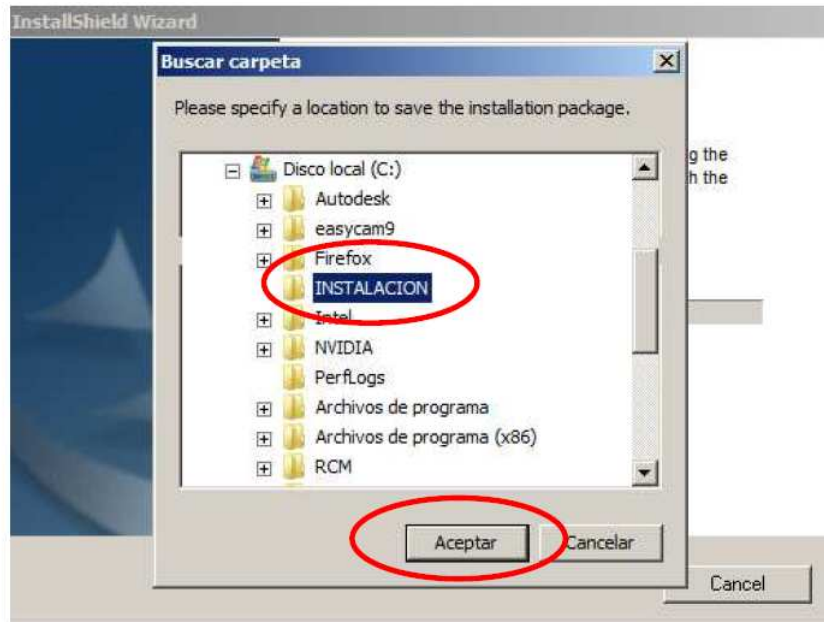 InstallShield Wizard
Buscar carpeta
Please specify a location to save the installation package.
g the
h the
Disco local (C:)
Autodesk
easycam9
Firefox
INSTALACION
Intel
NVIDIA
PerfLogs
Archivos de programa
Archivos de programa (x86)
RCM
Aceptar
Cancelar
Cancel